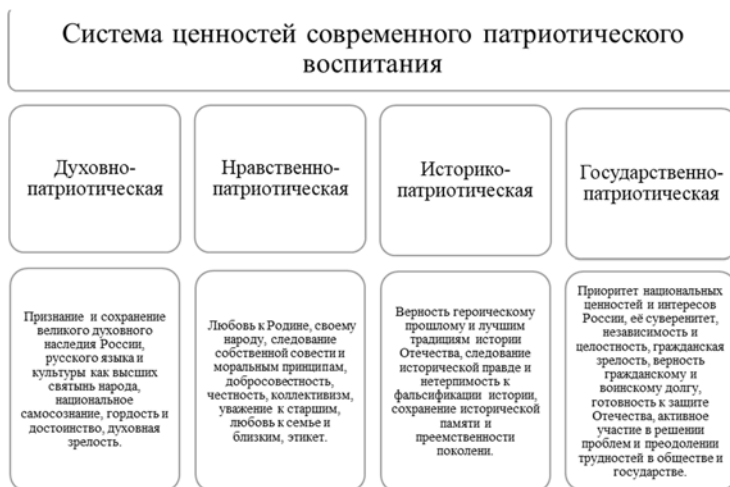 Система ценностей современного патриотического
воспитания
Духовно-
патриотическая
Нравственно-
патриотическая
Историко-
патриотическая
Государственно-
патриотическая
Признание и сохранение
великого духовного
наследия России,
русского языка и
культуры как высших
святынь народа,
национальное
самосознание, гордость и
достоинство, духовная
зрелость.
Любовь к Родине, своему
народу, следование
собственной совести и
моральным принципам,
добросовестность,
честность, коллективизм,
уважение к старшим,
любовь к семье и
близким, этикет.
Верность героическому
прошлому и лучшим
традициям истории
Отечества, следование
исторической правде и
нетерпимость к
фальсификации истории,
сохранение исторической
памяти и
преемственности
поколени.
Приоритет национальных
ценностей и интересов
России, её суверенитет,
независимость и
целостность, гражданская
зрелость, верность
гражданскому и
воинскому долгу,
готовность к защите
Отечества, активное
участие в решении
проблем и преодолении
трудностей в обществе и
государстве.